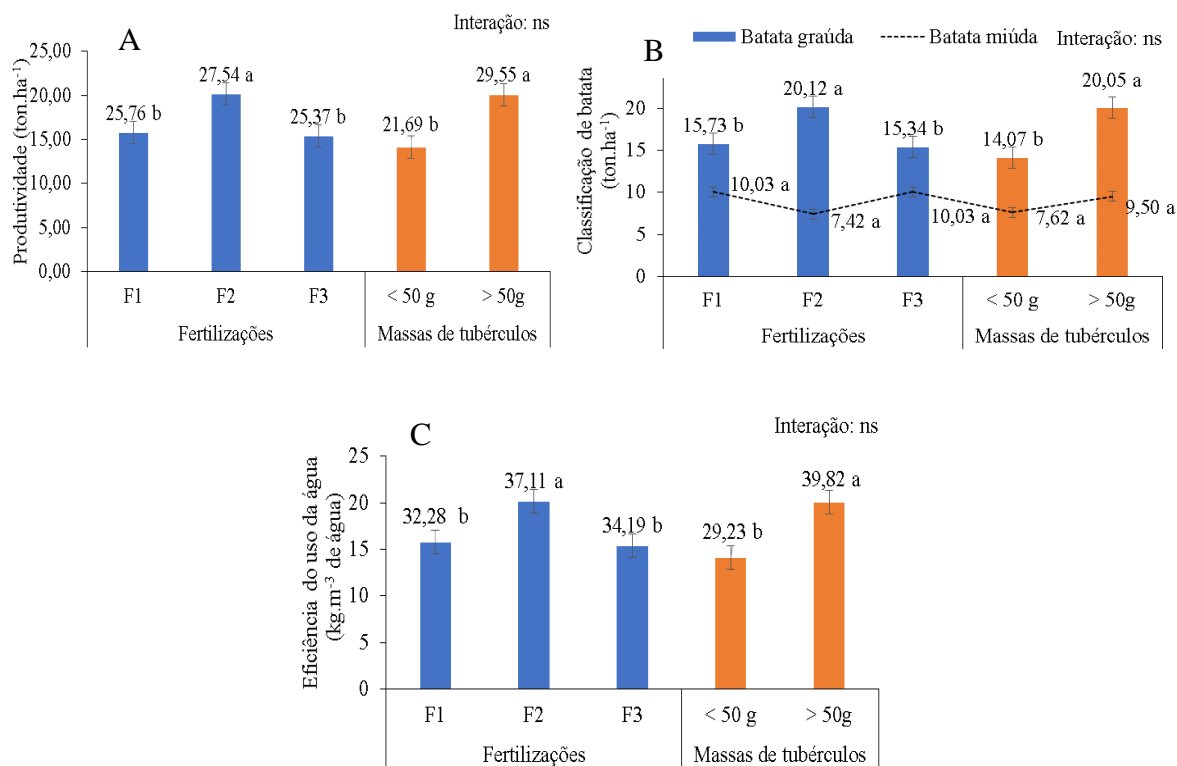 A
Interação: ns
Produtividade (ton.ha⁻¹)
25,00
20,00
15,00
10,00
5,00
0,00
25,76 b
27,54 a
25,37 b
21,69 b
29,55 a
F1
F2
F3
< 50 g
> 50g
Fertilizações
Massas de tubérculos
B
Batata graúda
Batata miúda
Interação: ns
Classificação de batata
(ton.ha⁻¹)
20
15
10
5
0
15,73 b
20,12 a
15,34 b
14,07 b
20,05 a
10,03 a
7,42 a
10,03 a
7,62 a
9,50 a
F1
F2
F3
< 50 g
> 50g
Fertilizações
Massas de tubérculos
C
Interação: ns
Eficiência do uso da água
(kg.m⁻³ de água)
25
20
15
10
5
0
32,28 b
37,11 a
34,19 b
29,23 b
39,82 a
F1
F2
F3
< 50 g
> 50g
Fertilizações
Massas de tubérculos